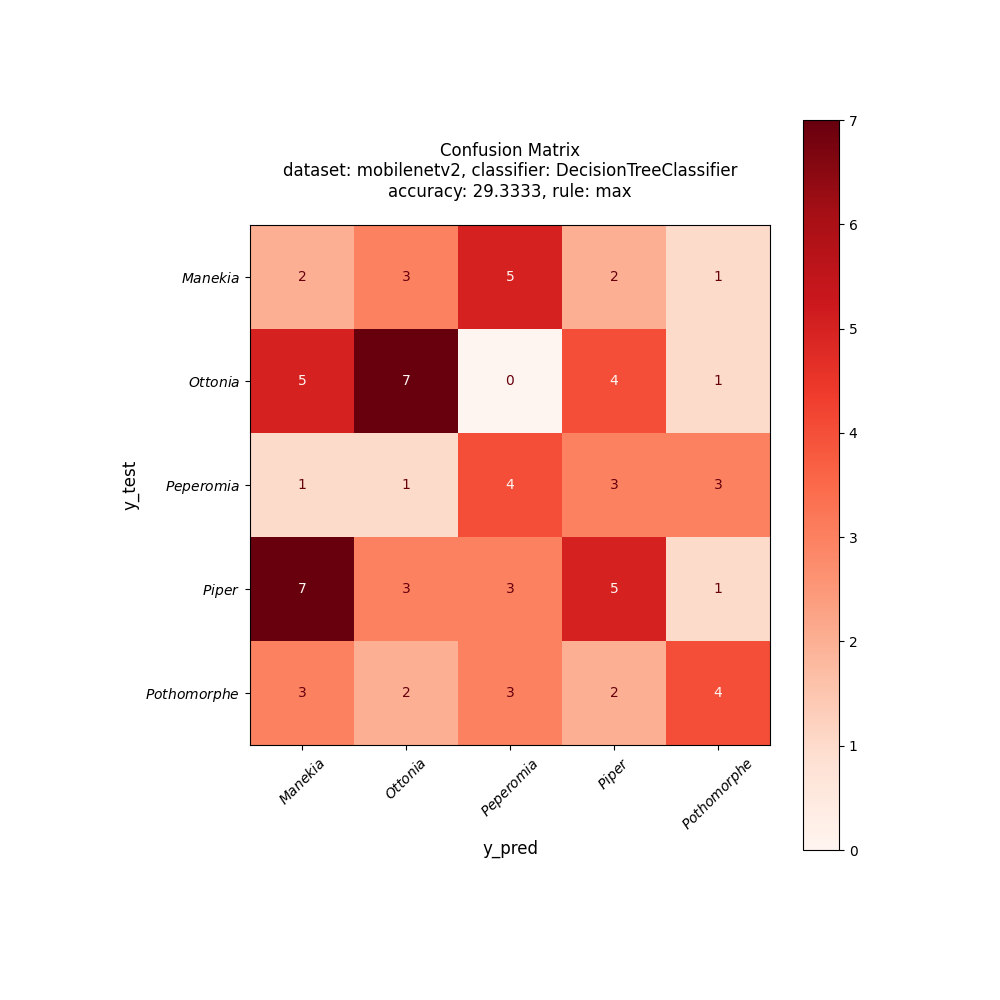 Confusion Matrix
dataset: mobilenetv2, classifier: DecisionTreeClassifier
accuracy: 29.3333, rule: max
y_test
Manekia 2 3 5 2 1
Ottonia 5 7 0 4 1
Peperomia 1 1 4 3 3
Piper 7 3 3 5 1
Pothomorphe 3 2 3 2 4
Manekia Ottonia Peperomia Piper Pothomorphe
y_pred
7
6
5
4
3
2
1
0